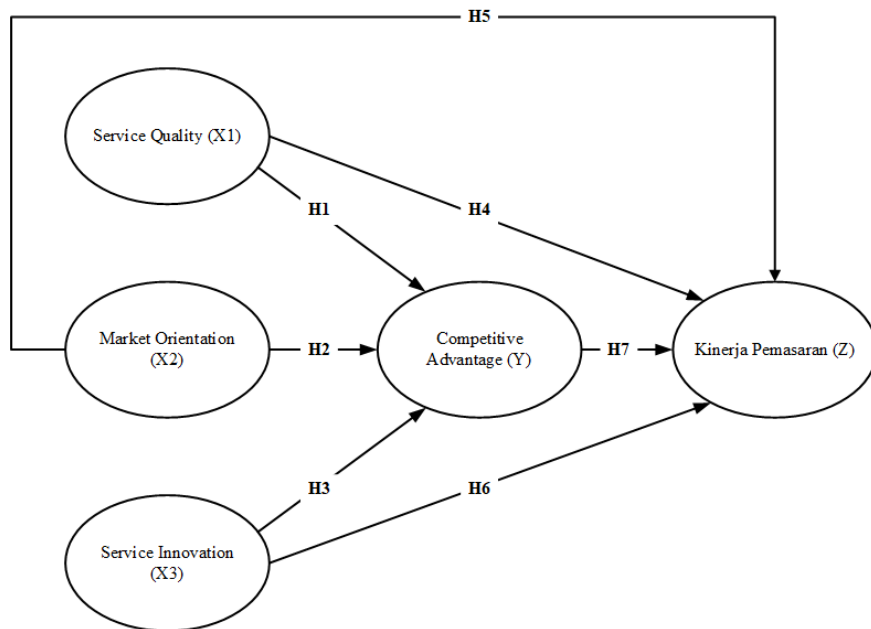 H5
Service Quality (X1)
H1
H4
Market Orientation
(X2)
H2
Competitive
Advantage (Y)
H7
Kinerja Pemasaran (Z)
H3
H6
Service Innovation
(X3)